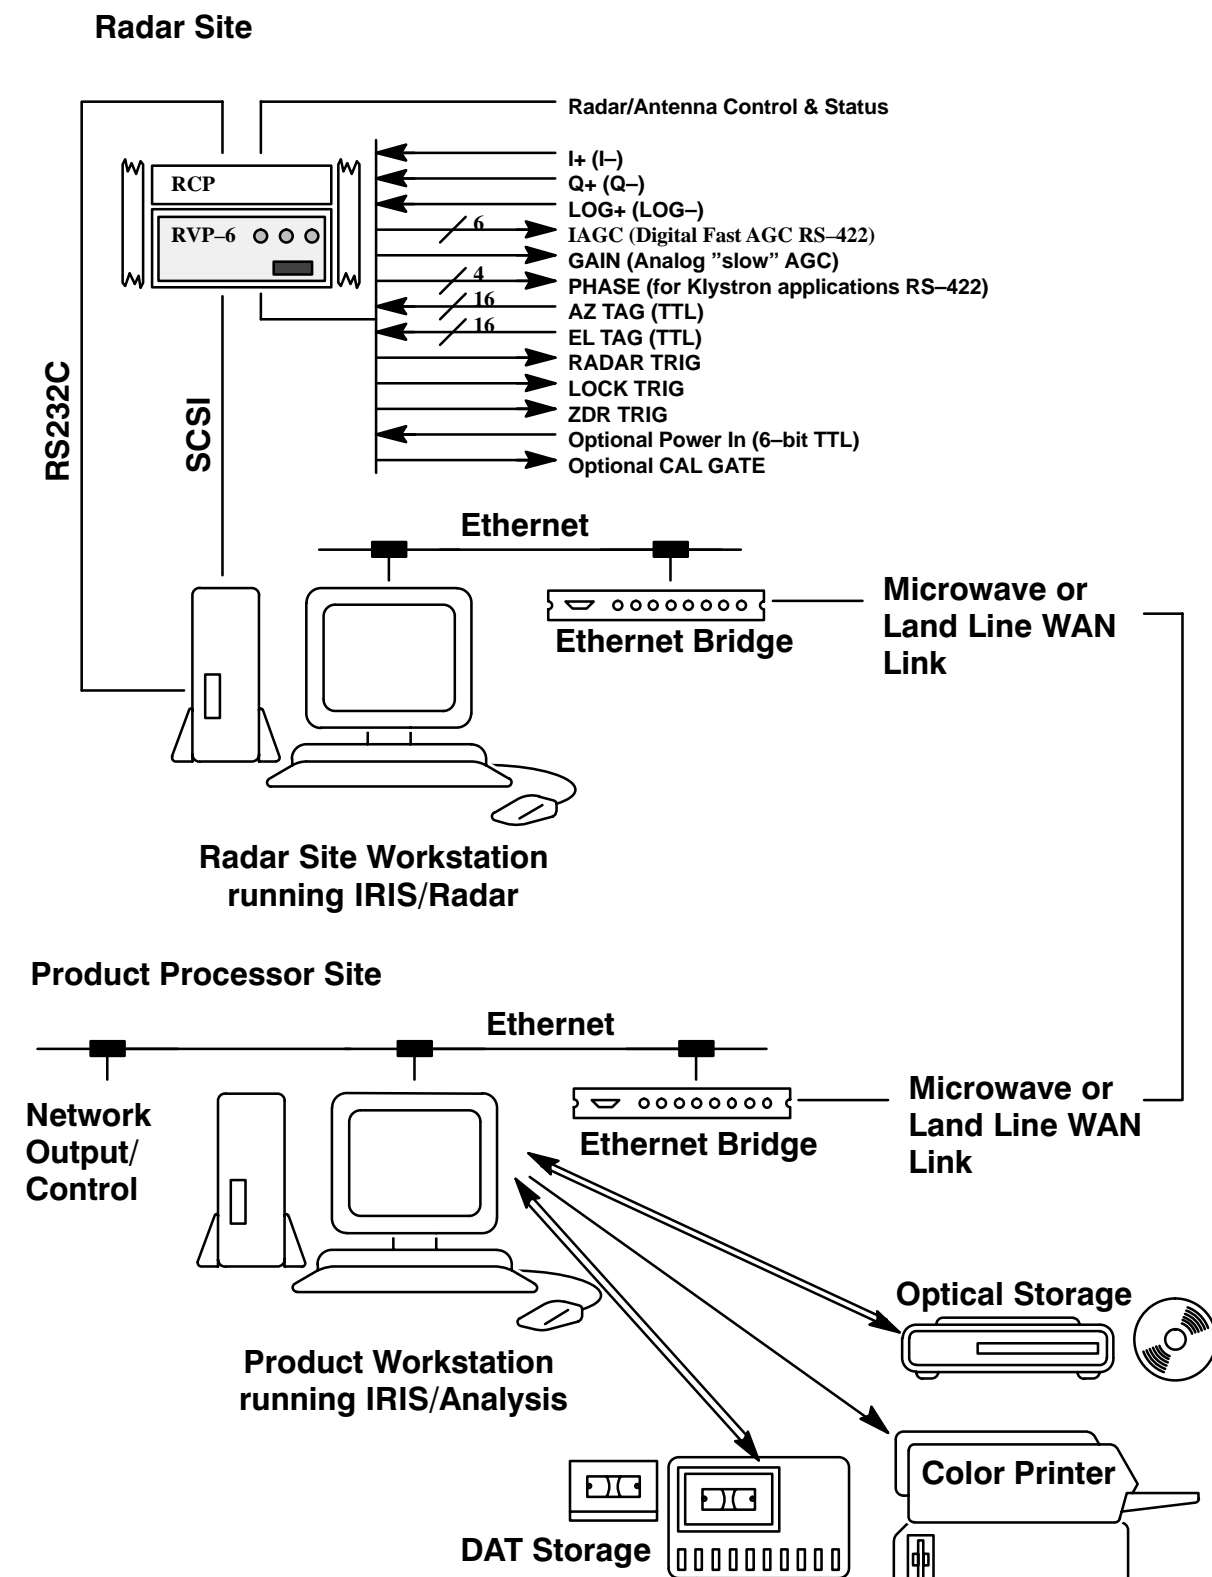 Radar Site
Radar/Antenna Control & Status
I+ (I–)
Q+ (Q–)
LOG+ (LOG–)
6
IAGC (Digital Fast AGC RS–422)
GAIN (Analog ”slow” AGC)
4
PHASE (for Klystron applications RS–422)
16
AZ TAG (TTL)
16
EL TAG (TTL)
RADAR TRIG
LOCK TRIG
ZDR TRIG
Optional Power In (6–bit TTL)
Optional CAL GATE
RCP
RVP–6
RS232C
SCSI
Ethernet
Ethernet Bridge
Microwave or
Land Line WAN
Link
Radar Site Workstation
running IRIS/Radar
Product Processor Site
Ethernet
Network
Output/
Control
Ethernet Bridge
Microwave or
Land Line WAN
Link
Product Workstation
running IRIS/Analysis
Optical Storage
Color Printer
DAT Storage